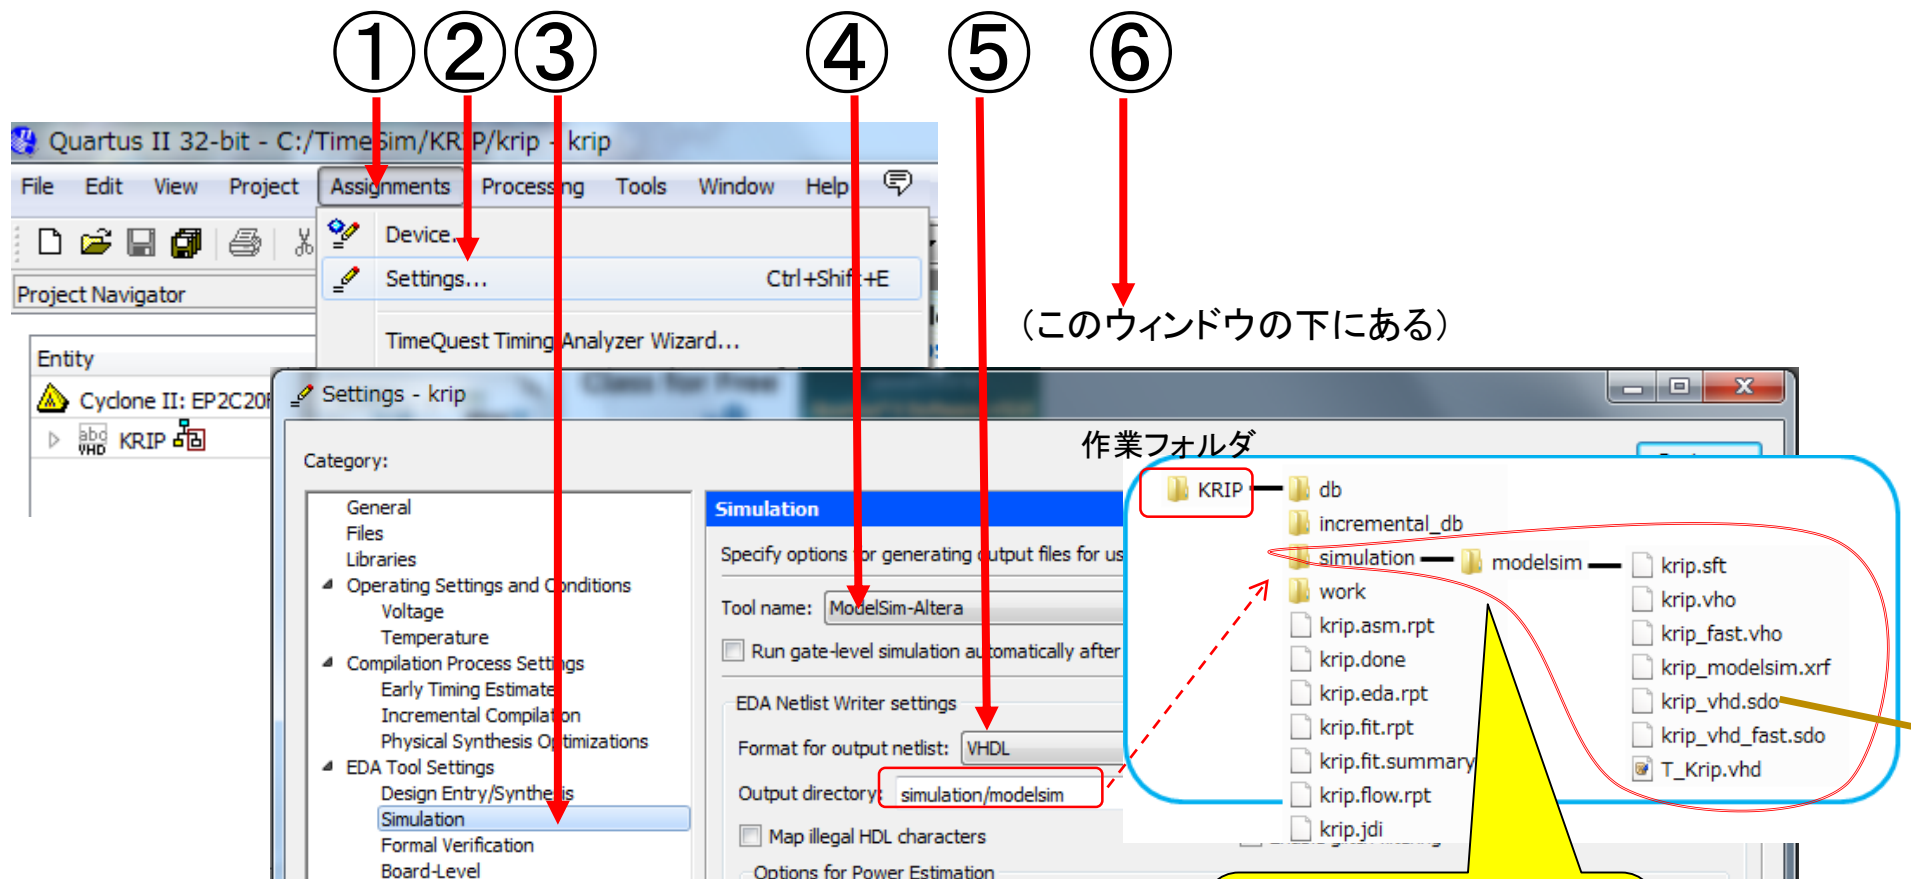 ①②③ ④ ⑤ ⑥
Quartus II 32-bit - C:/TimeSim/KRIP/krip - krip
File Edit View Project Assignments Processing Tools Window Help
Device...
Settings... Ctrl+Shift+E
Project Navigator
TimeQuest Timing Analyzer Wizard...
(このウィンドウの下にある)
Entity
Cyclone II: EP2C20F
abc VHD KRIP
Settings - krip
Class for Free
Category:
General
Files
Libraries
Operating Settings and Conditions
Voltage
Temperature
Compilation Process Settings
Early Timing Estimate
Incremental Compilation
Physical Synthesis Optimizations
EDA Tool Settings
Design Entry/Synthesis
Simulation
Formal Verification
Board-Level
Simulation
Specify options for generating output files for us
Tool name: ModelSim-Altera
Run gate-level simulation automatically after
EDA Netlist Writer settings
Format for output netlist: VHDL
Output directory: simulation/modelsim
Map illegal HDL characters
Options for Power Estimation
作業フォルダ
KRIP
db
incremental_db
simulation
work
krip.asm.rpt
krip.done
krip.eda.rpt
krip.fit.rpt
krip.fit.summary
krip.flow.rpt
krip.jdi
modelsim
krip.sft
krip.vho
krip_fast.vho
krip_modelsim.xrf
krip_vhd.sdo
krip_vhd_fast.sdo
T_Krip.vhd